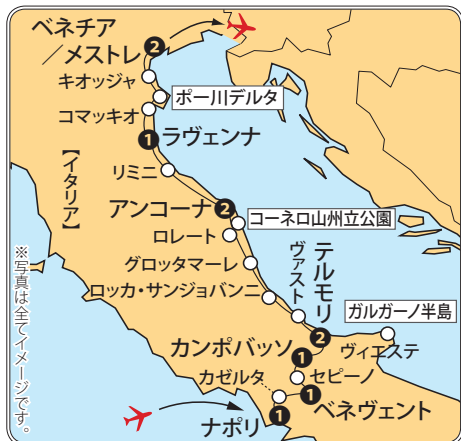 ベネチア
／メストレ
2
キオッジャ
ポー川デルタ
コマッキオ
1
ラヴェンナ
【イタリア】
リミニ
アンコーナ
2
コーネロ山州立公園
ロレート
グロッタマーレ
ロッカ・サンジョバンニ
ヴァスト
テルモリ
2
ガルガーノ半島
ヴィエステ
カンポバッソ
1
セピーノ
カゼルタ
1
ベネヴェント
ナポリ
1
※写真は全てイメージです。